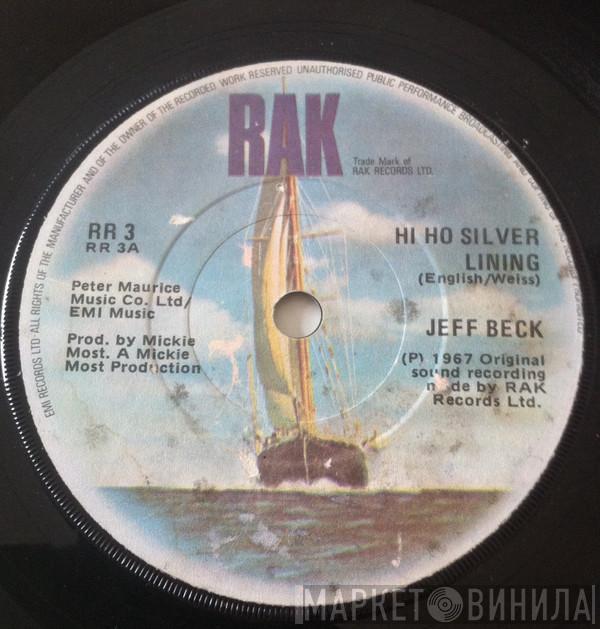 EMI RECORDS LTD·ALL RIGHTS OF THE MANUFACTURER AND OF THE OWNER OF THE RECORDED WORK RESERVED UNAUTHORISED PUBLIC PERFORMANCE BROADCASTING AND COPYING
RAK
Trade Mark of
RAK RECORDS LTD.
RR 3
RR 3A
Peter Maurice
Music Co. Ltd/
EMI Music
Prod. by Mickie
Most. A Mickie
Most Production
HI HO SILVER
LINING
(English/Weiss)
JEFF BECK
(P) 1967 Original
sound recording
made by RAK
Records Ltd.
МАРКЕТ ВИНИЛА